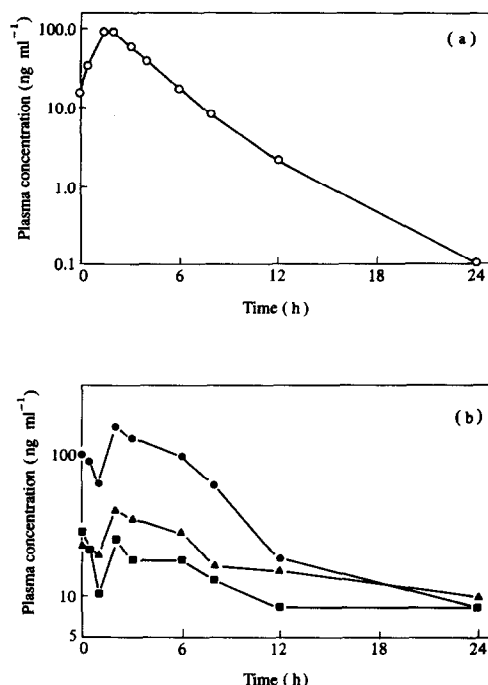 (a)
Plasma concentration (ng ml⁻¹)
100.0
10.0
1.0
0.1
0
6
12
18
24
Time (h)
(b)
Plasma concentration (ng ml⁻¹)
100
10
5
0
6
12
18
24
Time (h)